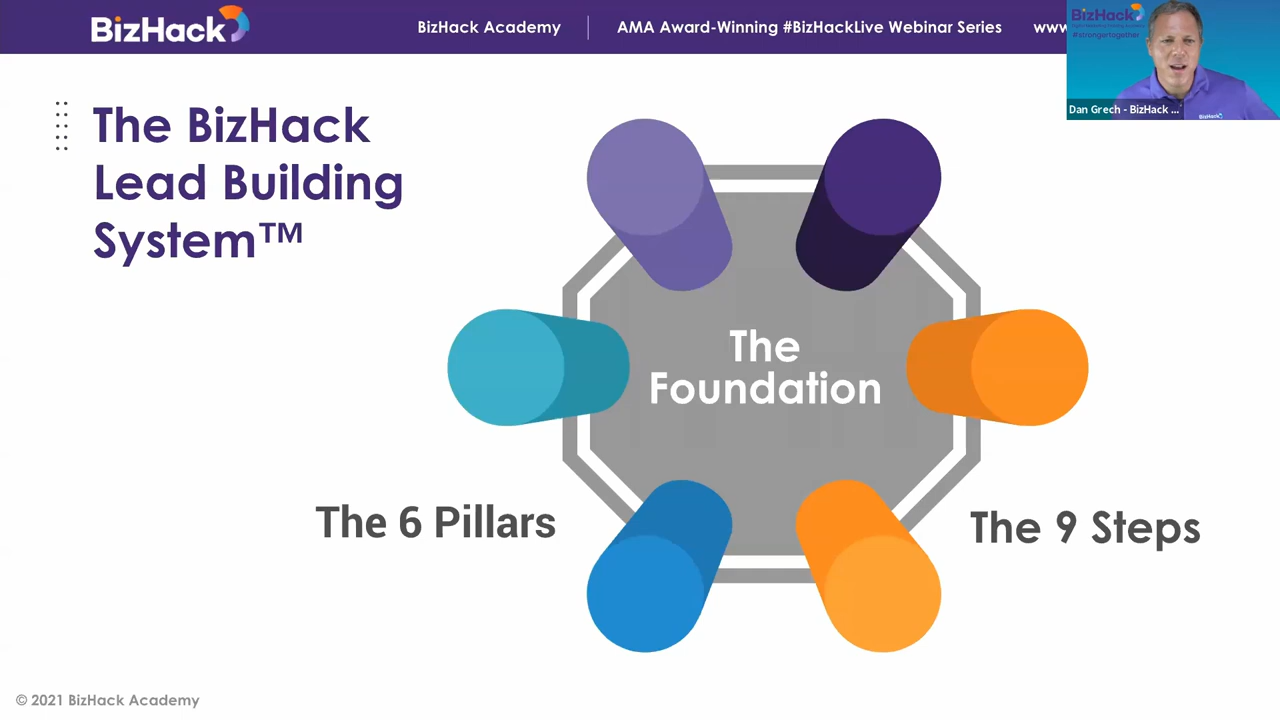 BizHack
BizHack Academy
AMA Award-Winning #BizHackLive Webinar Series
www
BizHack
#strongertogether
Dan Grech - BizHack ...
BizHack
The BizHack
Lead Building
System™
The
Foundation
The 6 Pillars
The 9 Steps
© 2021 BizHack Academy